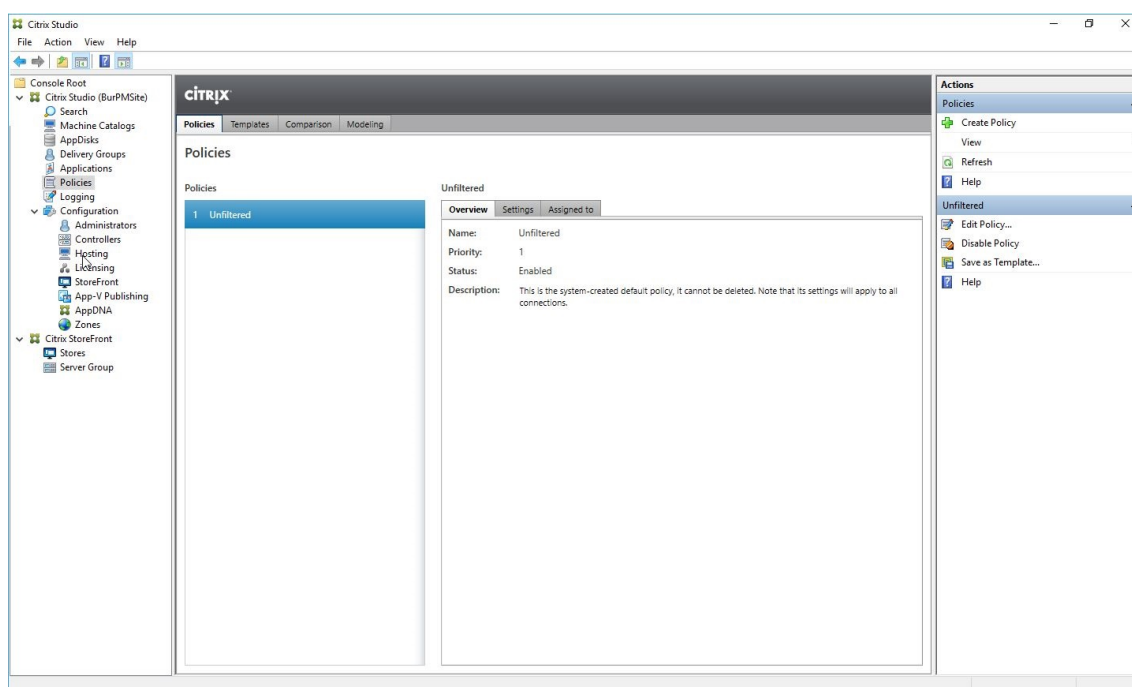 Citrix Studio
File Action View Help
Console Root
Citrix Studio (BurPMSite)
Search
Machine Catalogs
AppDisks
Delivery Groups
Applications
Policies
Logging
Configuration
Administrators
Controllers
Hosting
Licensing
StoreFront
App-V Publishing
AppDNA
Zones
Citrix StoreFront
Stores
Server Group
CITRIX
Policies Templates Comparison Modeling
Policies
Policies
1 Unfiltered
Unfiltered
Overview Settings Assigned to
Name: Unfiltered
Priority: 1
Status: Enabled
Description: This is the system-created default policy, it cannot be deleted. Note that its settings will apply to all
connections.
Actions
Policies
Create Policy
View
Refresh
Help
Unfiltered
Edit Policy...
Disable Policy
Save as Template...
Help